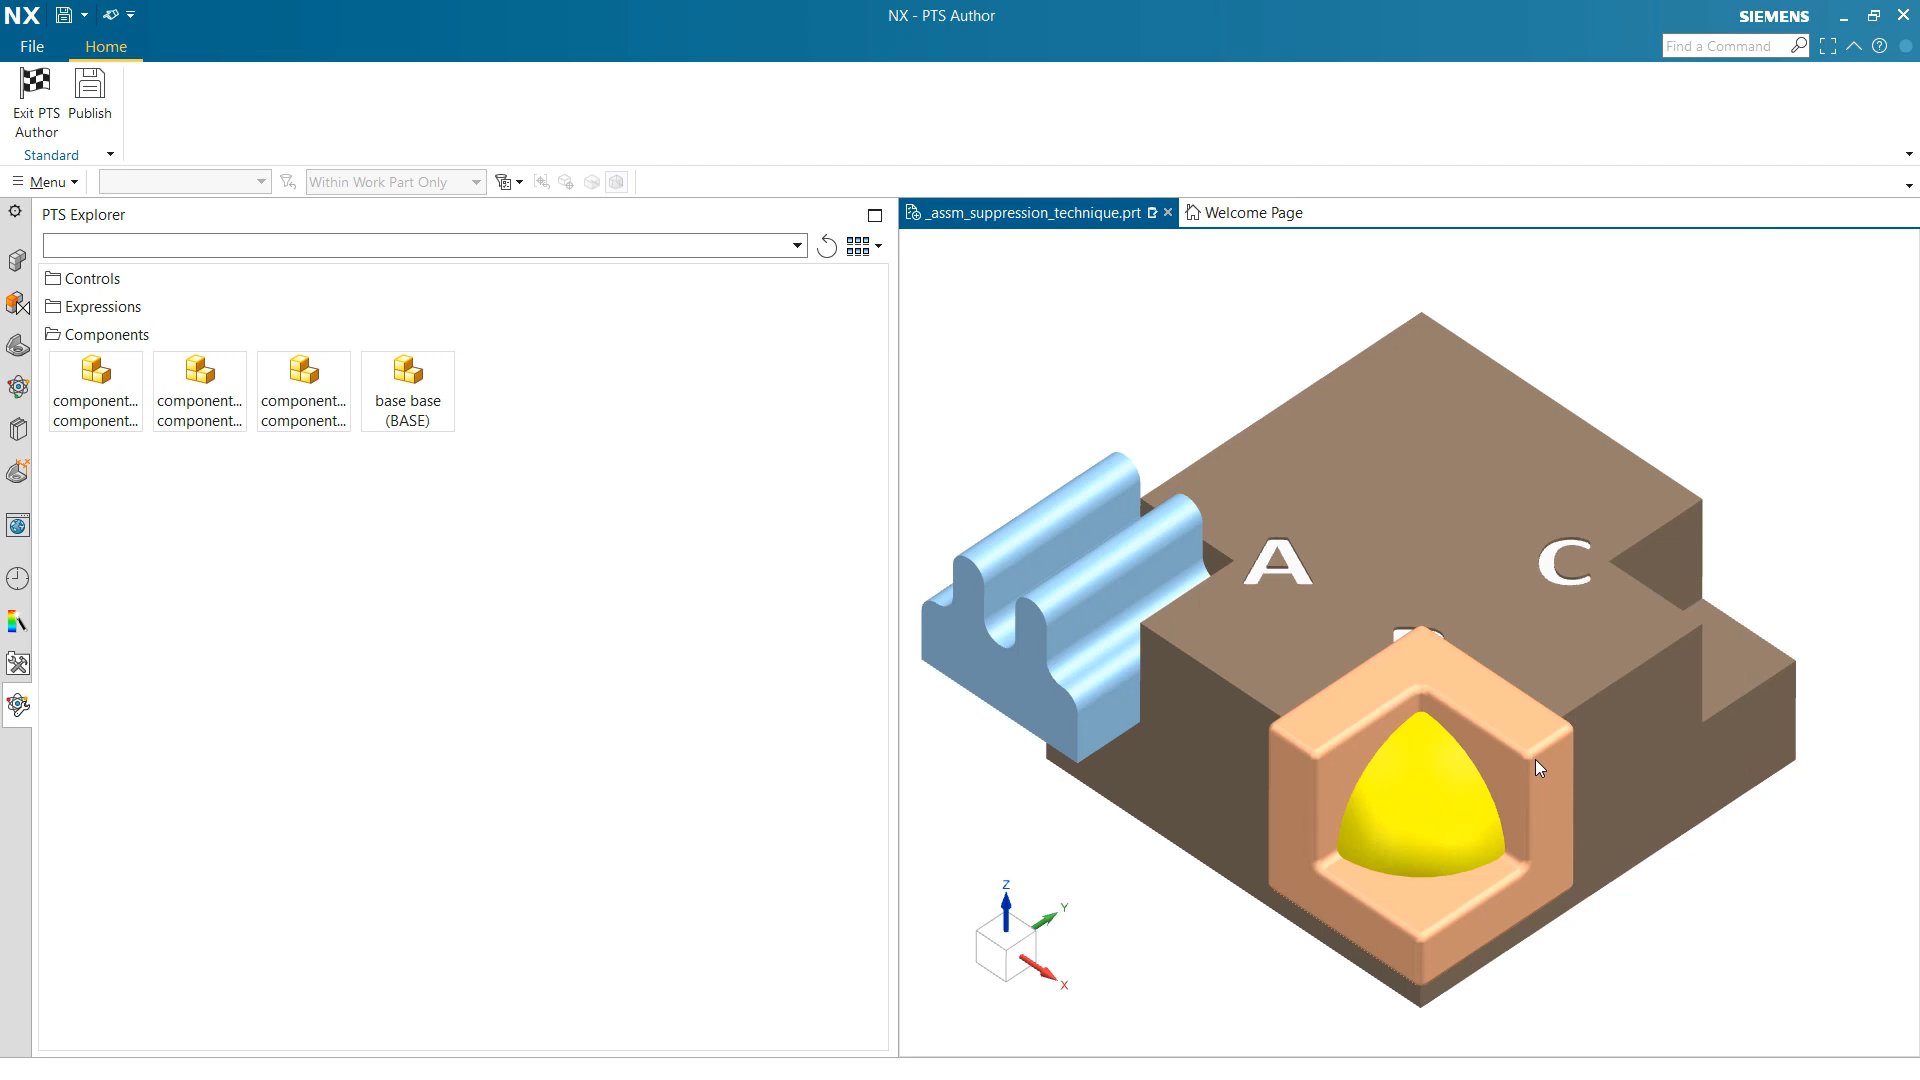 NX
NX - PTS Author
SIEMENS
File
Home
Find a Command
Exit PTS
Author
Publish
Standard
Menu
Within Work Part Only
PTS Explorer
_assm_suppression_technique.prt
Welcome Page
Controls
Expressions
Components
component...
component...
component...
component...
component...
component...
base base
(BASE)
A
C
Z
Y
X